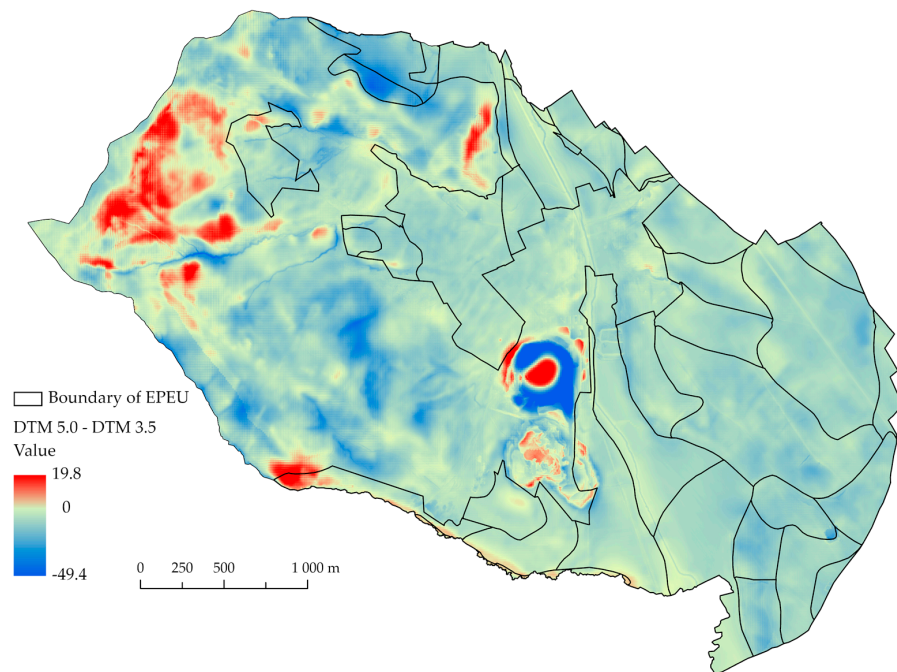 Boundary of EPEU
DTM 5.0 - DTM 3.5
Value
19.8
0
-49.4
0 250 500 1 000 m